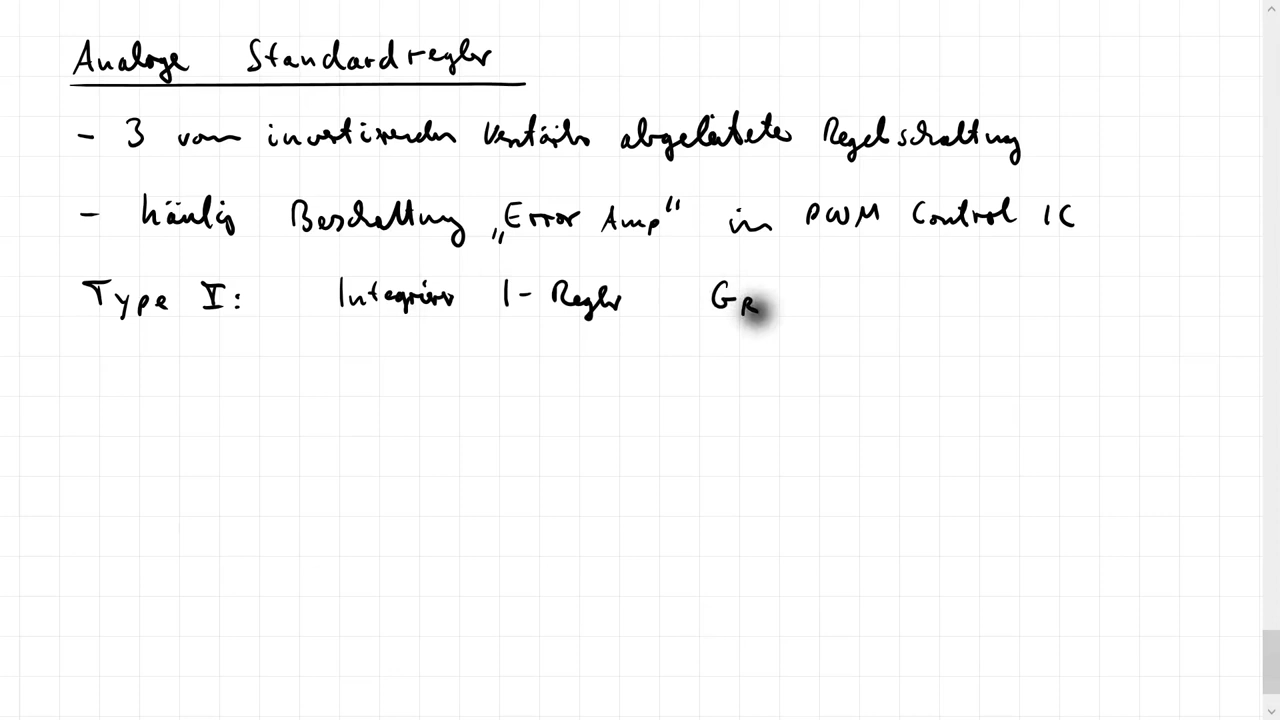 Analoge Standardregler
- 3 vom invertierenden Verstärker abgeleitete Regelschaltung
- häufig Beschaltung „Error Amp“ in PWM Control IC
Type I: Integrierer I-Regler G_R